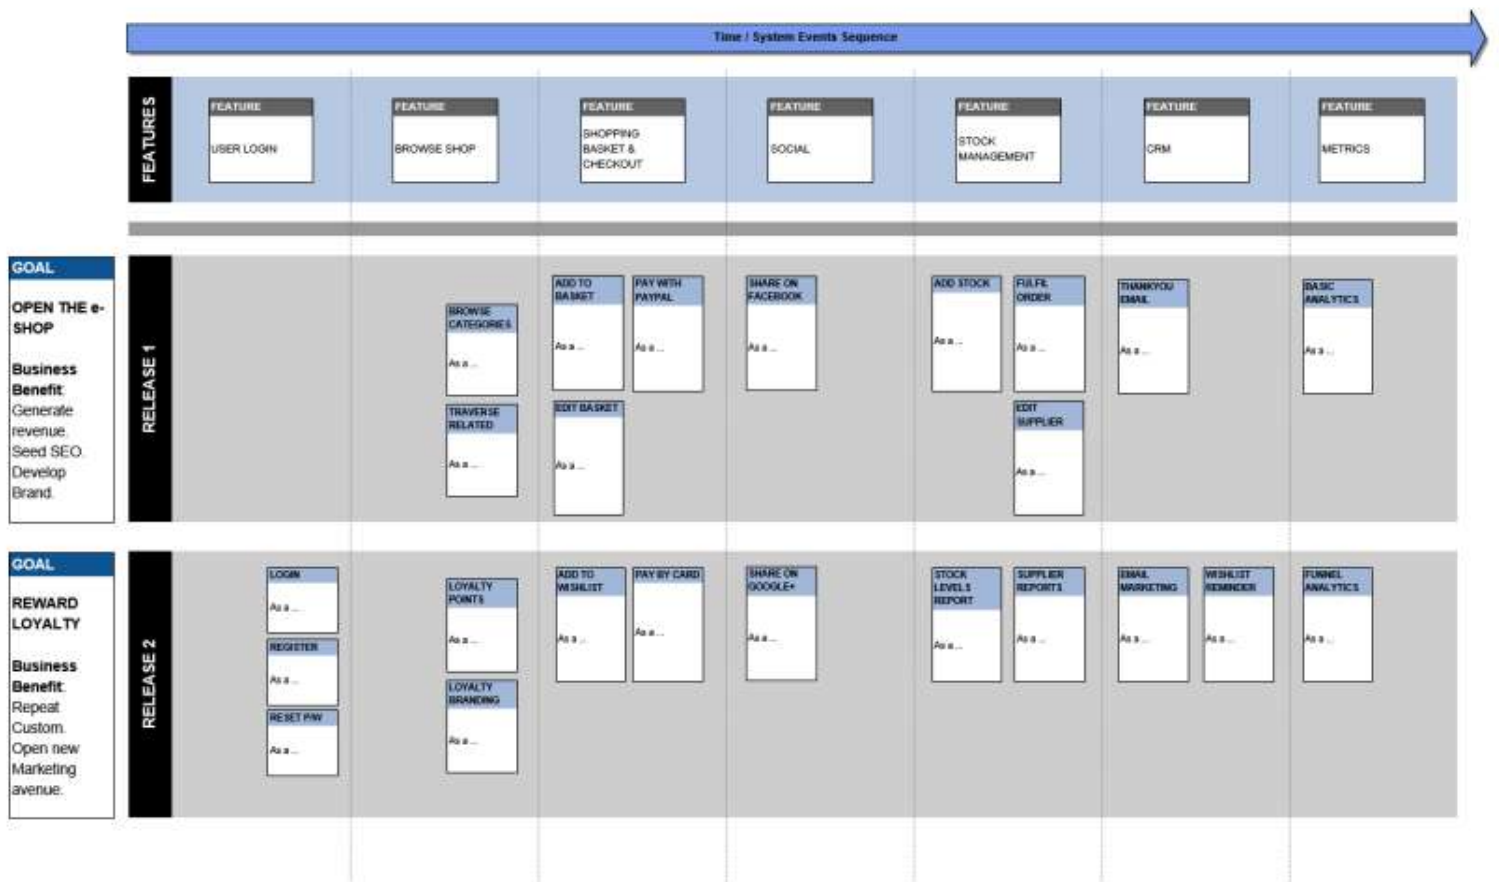 Time / System Events Sequence
FEATURES
FEATURE
USER LOGIN
FEATURE
BROWSE SHOP
FEATURE
SHOPPING
BASKET &
CHECKOUT
FEATURE
SOCIAL
FEATURE
STOCK
MANAGEMENT
FEATURE
CRM
FEATURE
METRICS
GOAL
OPEN THE e-
SHOP
Business
Benefit:
Generate
revenue.
Seed SEO.
Develop
Brand.
RELEASE 1
BROWSE
CATEGORIES
As a ...
TRAVERSE
RELATED
As a ...
ADD TO
BASKET
As a ...
PAY WITH
PAYPAL
As a ...
EDIT BASKET
As a ...
SHARE ON
FACEBOOK
As a ...
ADD STOCK
As a ...
FULFIL
ORDER
As a ...
EDIT
SUPPLIER
As a ...
THANKYOU
EMAIL
As a ...
BASIC
ANALYTICS
As a ...
GOAL
REWARD
LOYALTY
Business
Benefit:
Repeat
Custom.
Open new
Marketing
avenue.
RELEASE 2
LOGIN
As a ...
REGISTER
As a ...
RESET P/W
As a ...
LOYALTY
POINTS
As a ...
LOYALTY
BRANDING
As a ...
ADD TO
WISHLIST
As a ...
PAY BY CARD
As a ...
SHARE ON
GOOGLE+
As a ...
STOCK
LEVELS
REPORT
As a ...
SUPPLIER
REPORTS
As a ...
EMAIL
MARKETING
As a ...
WISHLIST
REMINDER
As a ...
FUNNEL
ANALYTICS
As a ...